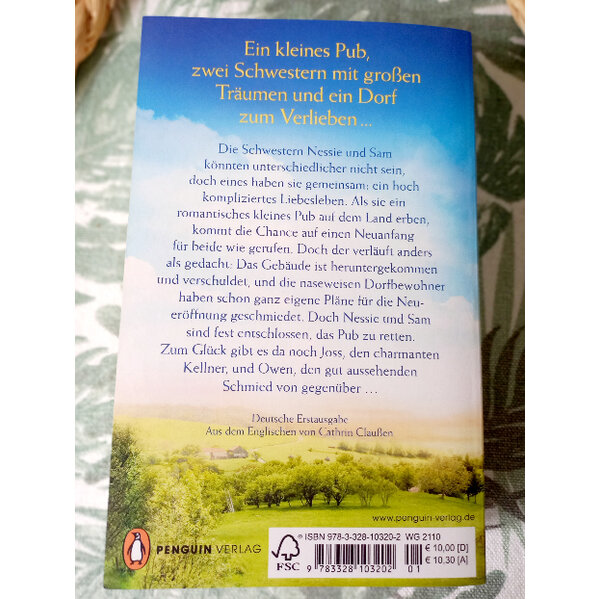 Ein kleines Pub,
zwei Schwestern mit großen
Träumen und ein Dorf
zum Verlieben ...
Die Schwestern Nessie und Sam
könnten unterschiedlicher nicht sein,
doch eines haben sie gemeinsam: ein hoch
kompliziertes Liebesleben. Als sie ein
romantisches kleines Pub auf dem Land erben,
kommt die Chance auf einen Neuanfang
für beide wie gerufen. Doch der verläuft anders
als gedacht: Das Gebäude ist heruntergekommen
und verschuldet, und die naseweisen Dorfbewohner
haben schon ganz eigene Pläne für die Neu-
eröffnung geschmiedet. Doch Nessie und Sam
sind fest entschlossen, das Pub zu retten.
Zum Glück gibt es da noch Joss, den charmanten
Kellner, und Owen, den gut aussehenden
Schmied von gegenüber ...
Deutsche Erstausgabe
Aus dem Englischen von Cathrin Claußen
www.penguin-verlag.de
PENGUIN VERLAG
FSC
ISBN 978-3-328-10320-2 WG 2110
€ 10,00 [D]
€ 10,30 [A]
9 783328 103202 01